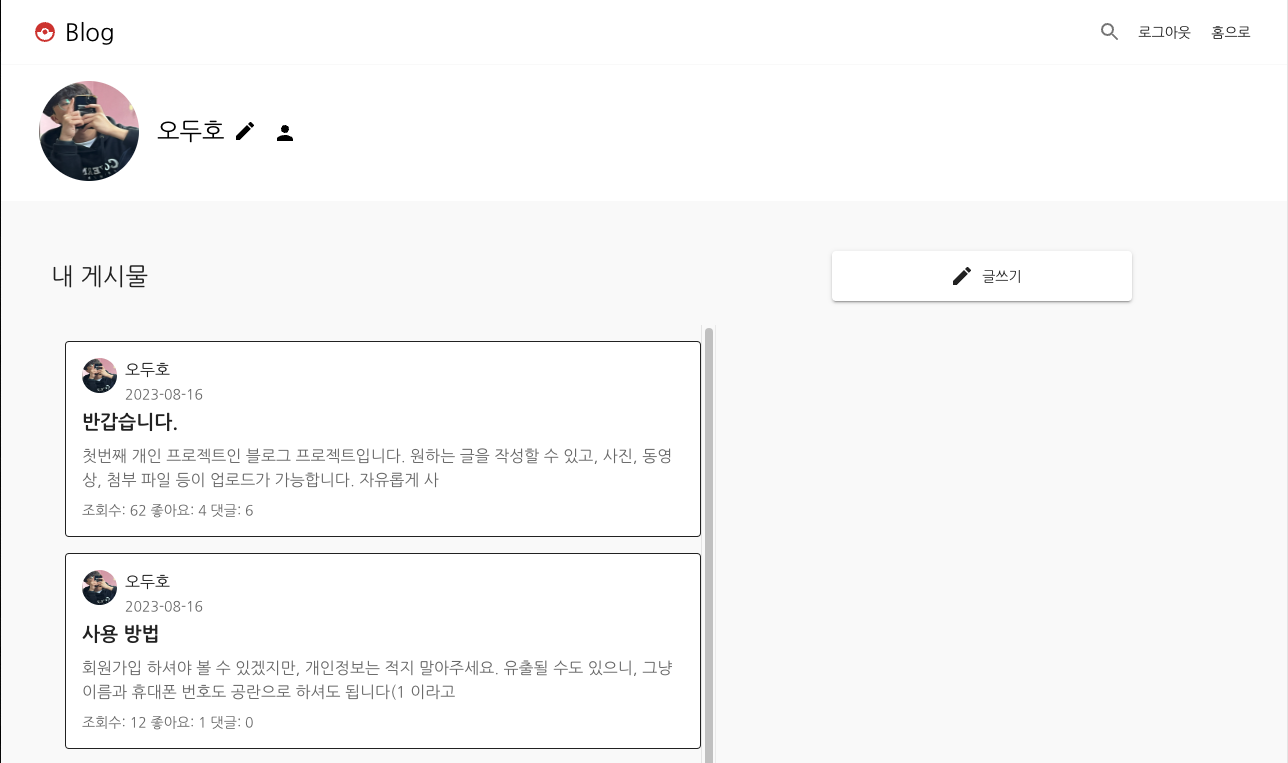 Blog
로그아웃 홈으로
오두호
내 게시물
글쓰기
오두호
2023-08-16
반갑습니다.
첫번째 개인 프로젝트인 블로그 프로젝트입니다. 원하는 글을 작성할 수 있고, 사진, 동영
상, 첨부 파일 등이 업로드가 가능합니다. 자유롭게 사
조회수: 62 좋아요: 4 댓글: 6
오두호
2023-08-16
사용 방법
회원가입 하셔야 볼 수 있겠지만, 개인정보는 적지 말아주세요. 유출될 수도 있으니, 그냥
이름과 휴대폰 번호도 공란으로 하셔도 됩니다(1 이라고
조회수: 12 좋아요: 1 댓글: 0